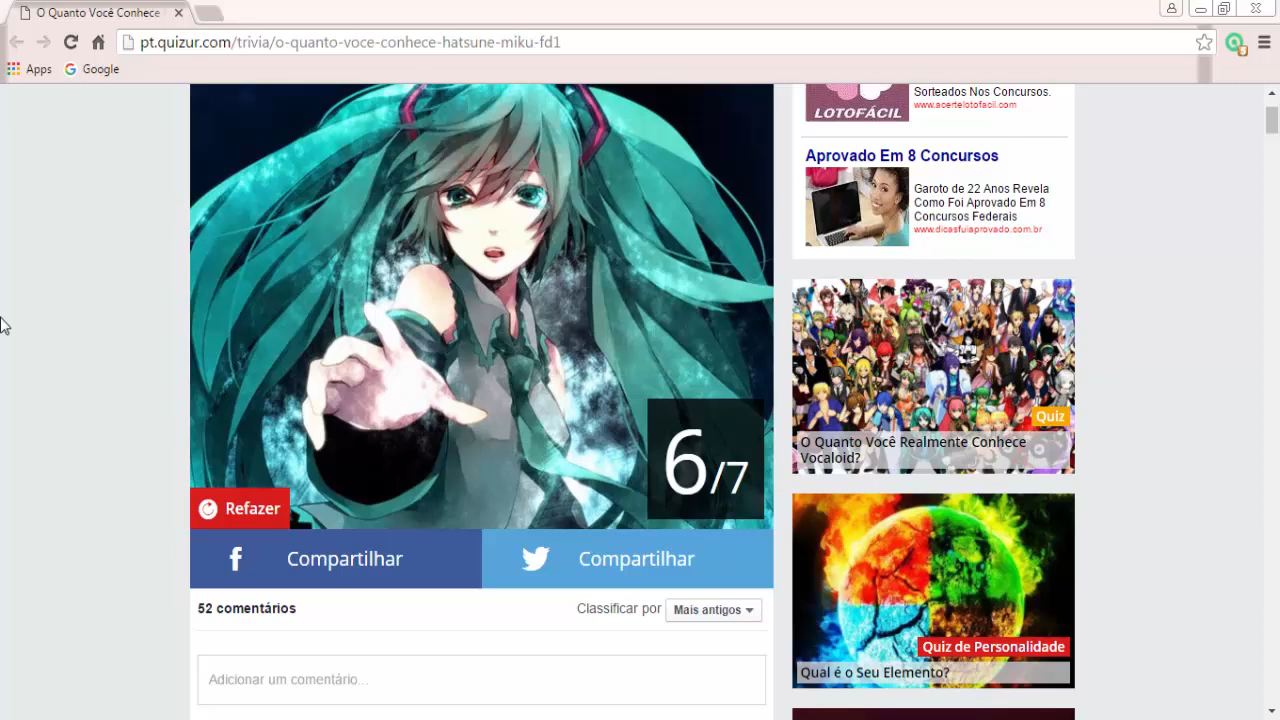 O Quanto Você Conhece
pt.quizur.com/trivia/o-quanto-voce-conhece-hatsune-miku-fd1
Apps
Google
6/7
Refazer
Compartilhar
Compartilhar
52 comentários
Classificar por
Mais antigos
Adicionar um comentário...
LOTOFÁCIL
Sorteados Nos Concursos.
www.acertelotofacil.com
Aprovado Em 8 Concursos
Garoto de 22 Anos Revela
Como Foi Aprovado Em 8
Concursos Federais
www.dicasfuiaprovado.com.br
Quiz
O Quanto Você Realmente Conhece
Vocaloid?
Quiz de Personalidade
Qual é o Seu Elemento?